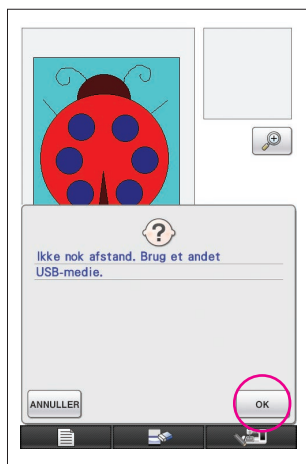 Ikke nok afstand. Brug et andet
USB-medie.
ANNULLER
OK